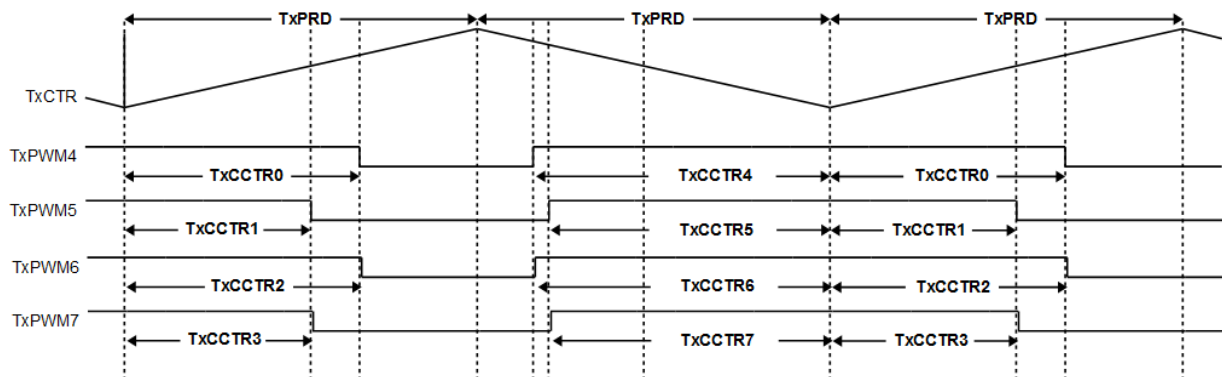 TxPRD TxPRD TxPRD
TxCTR
TxPWM4
TxCCTR0 TxCCTR4 TxCCTR0
TxPWM5
TxCCTR1 TxCCTR5 TxCCTR1
TxPWM6
TxCCTR2 TxCCTR6 TxCCTR2
TxPWM7
TxCCTR3 TxCCTR7 TxCCTR3